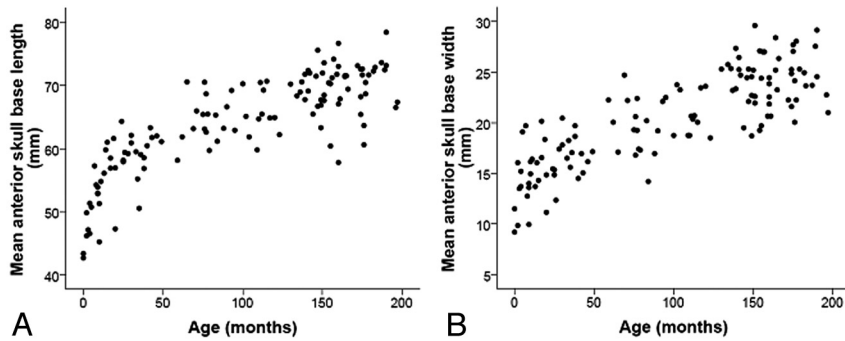 Mean anterior skull base length
(mm)
80
70
60
50
40
0
50
100
150
200
Age (months)
A
Mean anterior skull base width
(mm)
30
25
20
15
10
5
0
50
100
150
200
Age (months)
B